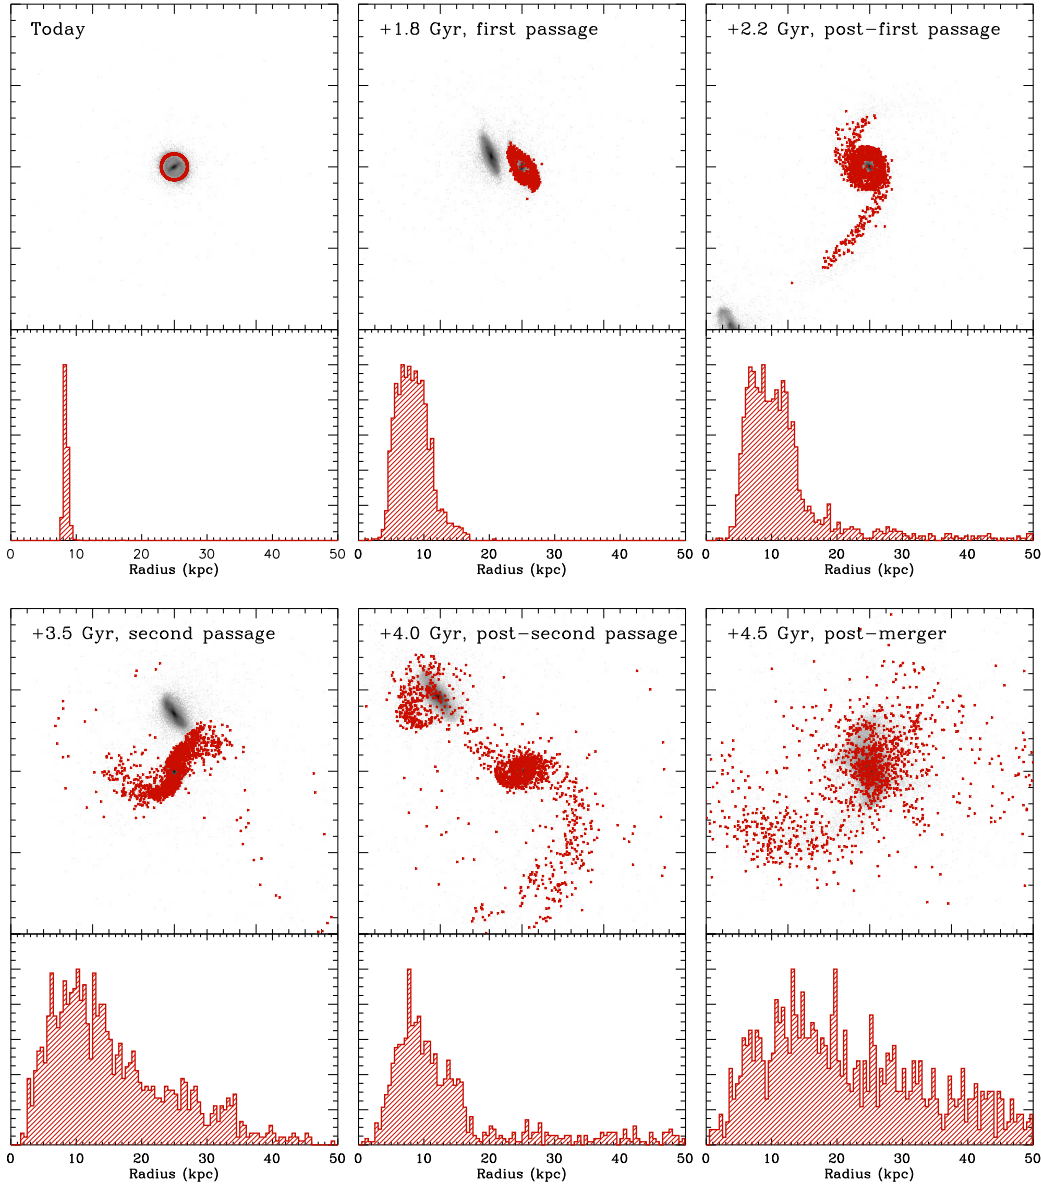 Today
+1.8 Gyr, first passage
+2.2 Gyr, post-first passage
0 10 20 30 40 50
0 10 20 30 40 50
0 10 20 30 40 50
Radius (kpc)
Radius (kpc)
Radius (kpc)
+3.5 Gyr, second passage
+4.0 Gyr, post-second passage
+4.5 Gyr, post-merger
0 10 20 30 40 50
0 10 20 30 40 50
0 10 20 30 40 50
Radius (kpc)
Radius (kpc)
Radius (kpc)